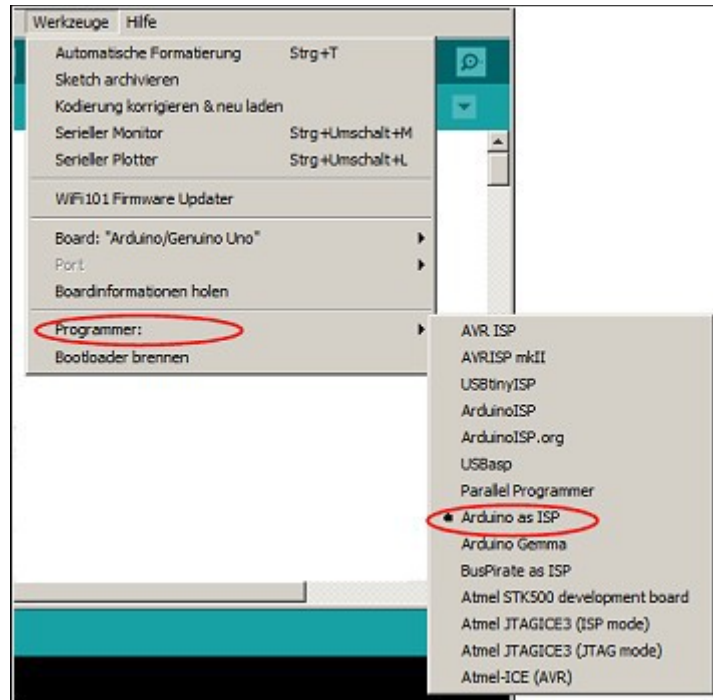 Werkzeuge Hilfe
Automatische Formatierung Strg+T
Sketch archivieren
Kodierung korrigieren & neu laden
Serieller Monitor Strg+Umschalt+M
Serieller Plotter Strg+Umschalt+L
WiFi101 Firmware Updater
Board: "Arduino/Genuino Uno"
Port
Boardinformationen holen
Programmer:
Bootloader brennen
AVR ISP
AVRISP mkII
USBtinyISP
ArduinoISP
ArduinoISP.org
USBasp
Parallel Programmer
Arduino as ISP
Arduino Gemma
BusPirate as ISP
Atmel STK500 development board
Atmel JTAGICE3 (ISP mode)
Atmel JTAGICE3 (JTAG mode)
Atmel-ICE (AVR)